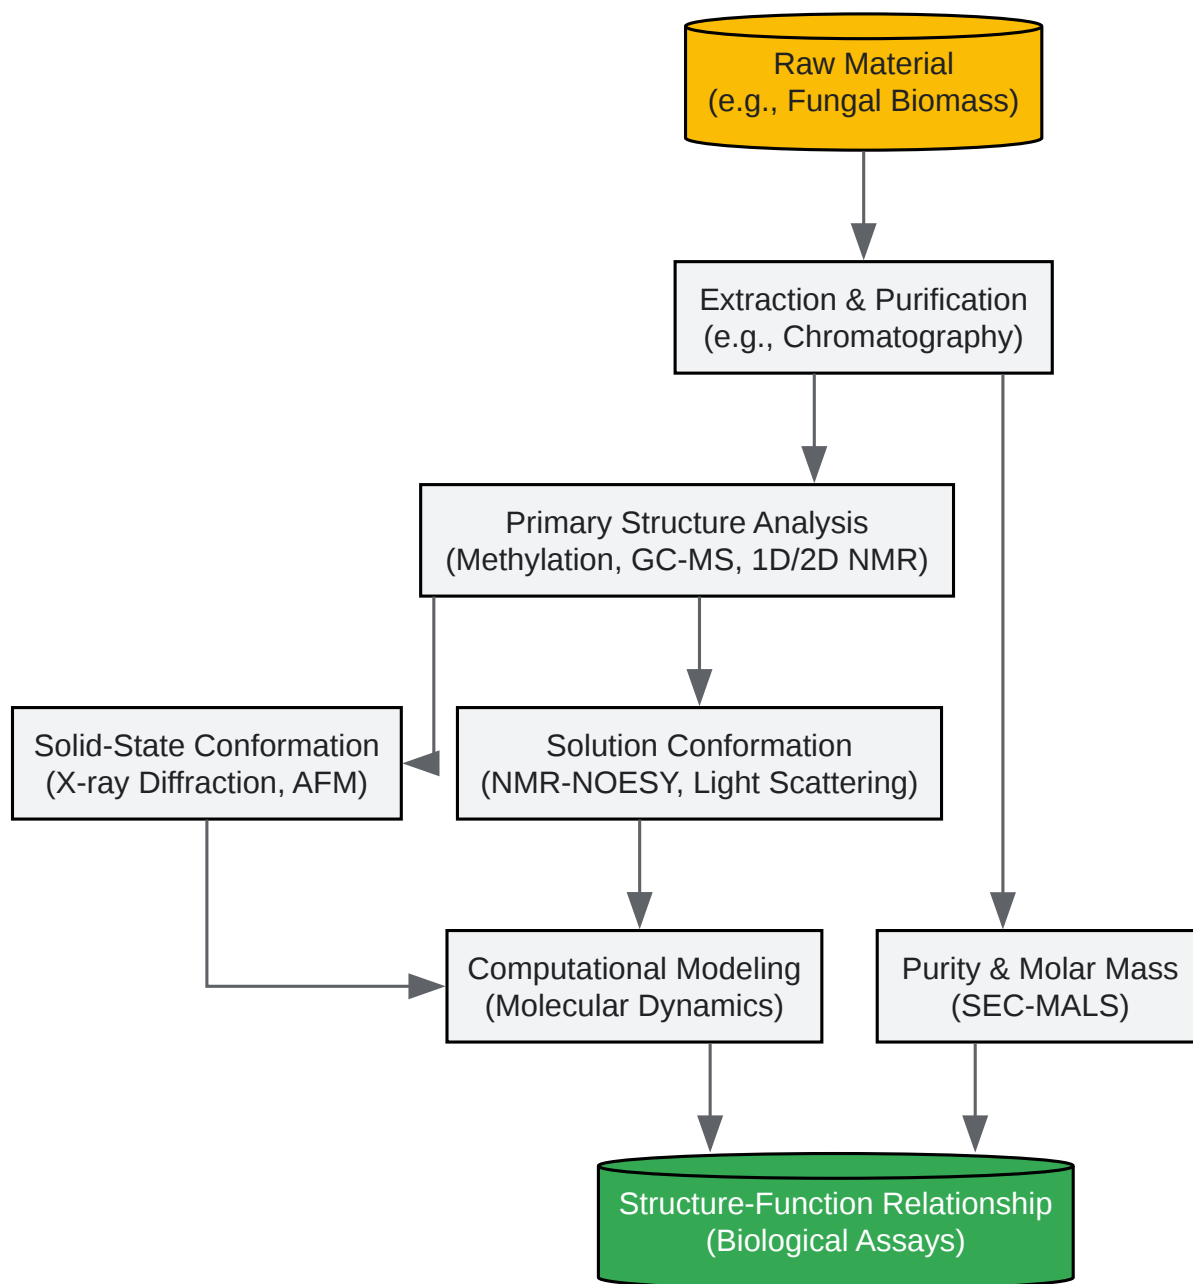 Raw Material
(e.g., Fungal Biomass)
Extraction & Purification
(e.g., Chromatography)
Primary Structure Analysis
(Methylation, GC-MS, 1D/2D NMR)
Solid-State Conformation
(X-ray Diffraction, AFM)
Solution Conformation
(NMR-NOESY, Light Scattering)
Computational Modeling
(Molecular Dynamics)
Purity & Molar Mass
(SEC-MALS)
Structure-Function Relationship
(Biological Assays)